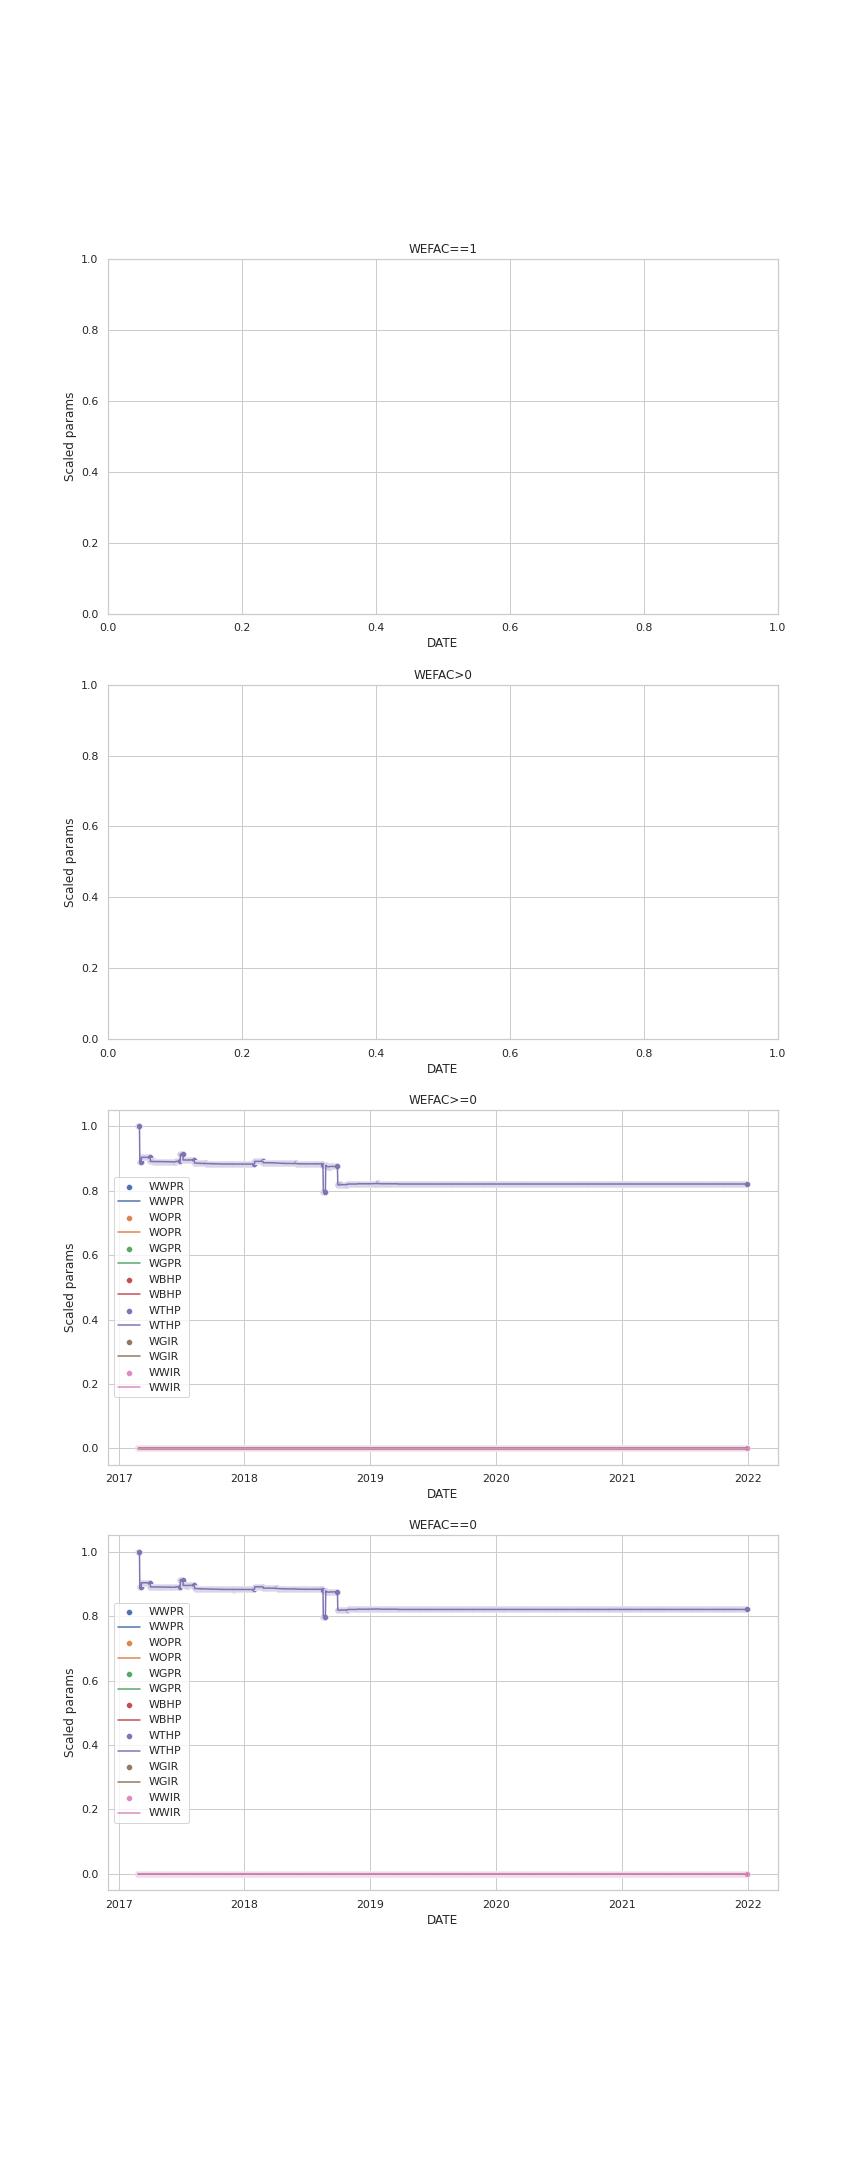 WEFAC==1
1.0
0.8
0.6
0.4
0.2
0.0
Scaled params
0.0 0.2 0.4 0.6 0.8 1.0
DATE
WEFAC>0
1.0
0.8
0.6
0.4
0.2
0.0
Scaled params
0.0 0.2 0.4 0.6 0.8 1.0
DATE
WEFAC>=0
1.0
0.8
0.6
0.4
0.2
0.0
Scaled params
WWPR
WWPR
WOPR
WOPR
WGPR
WGPR
WBHP
WBHP
WTHP
WTHP
WGIR
WGIR
WWIR
WWIR
2017 2018 2019 2020 2021 2022
DATE
WEFAC==0
1.0
0.8
0.6
0.4
0.2
0.0
Scaled params
WWPR
WWPR
WOPR
WOPR
WGPR
WGPR
WBHP
WBHP
WTHP
WTHP
WGIR
WGIR
WWIR
WWIR
2017 2018 2019 2020 2021 2022
DATE